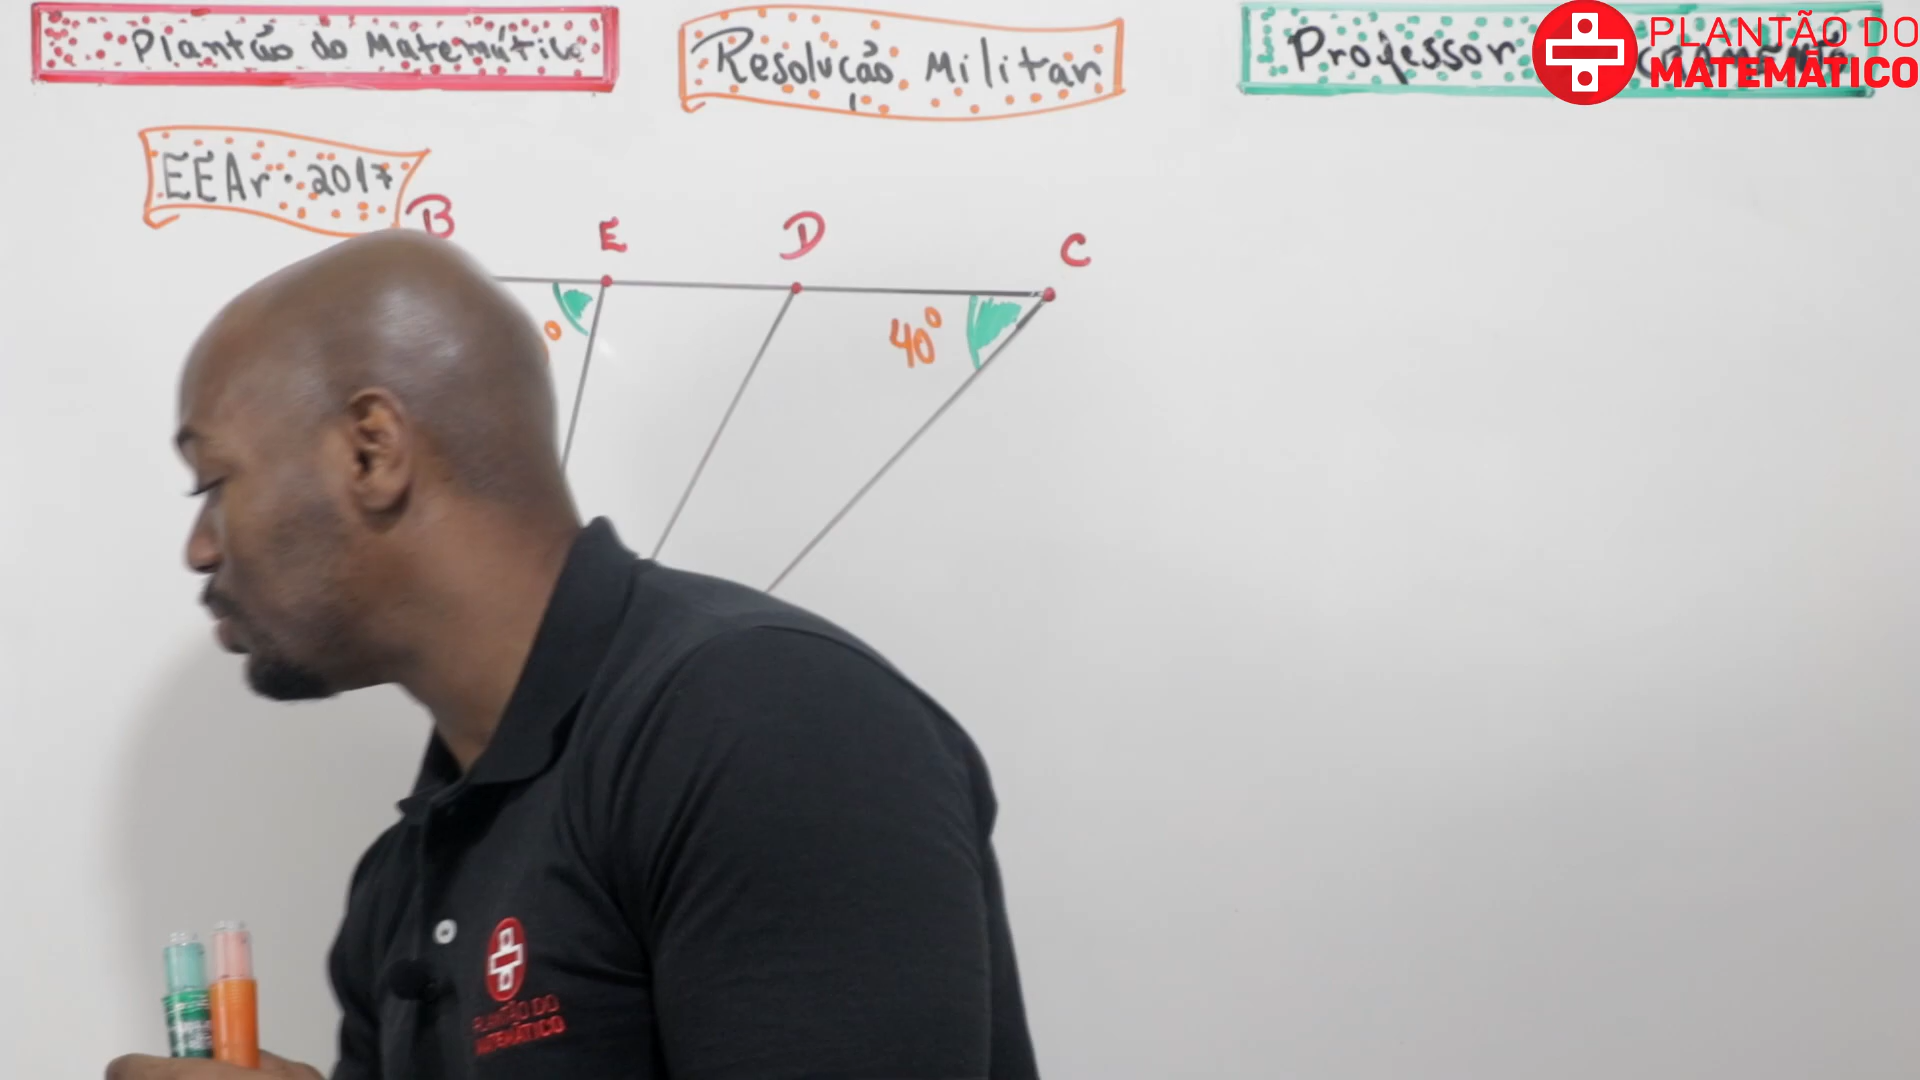 Plantão do Matemático
Resolução Militar
Professor
PLANTÃO DO
MATEMÁTICO
EEAr • 2017
B
E
D
C
40°
PLANTÃO DO
MATEMÁTICO